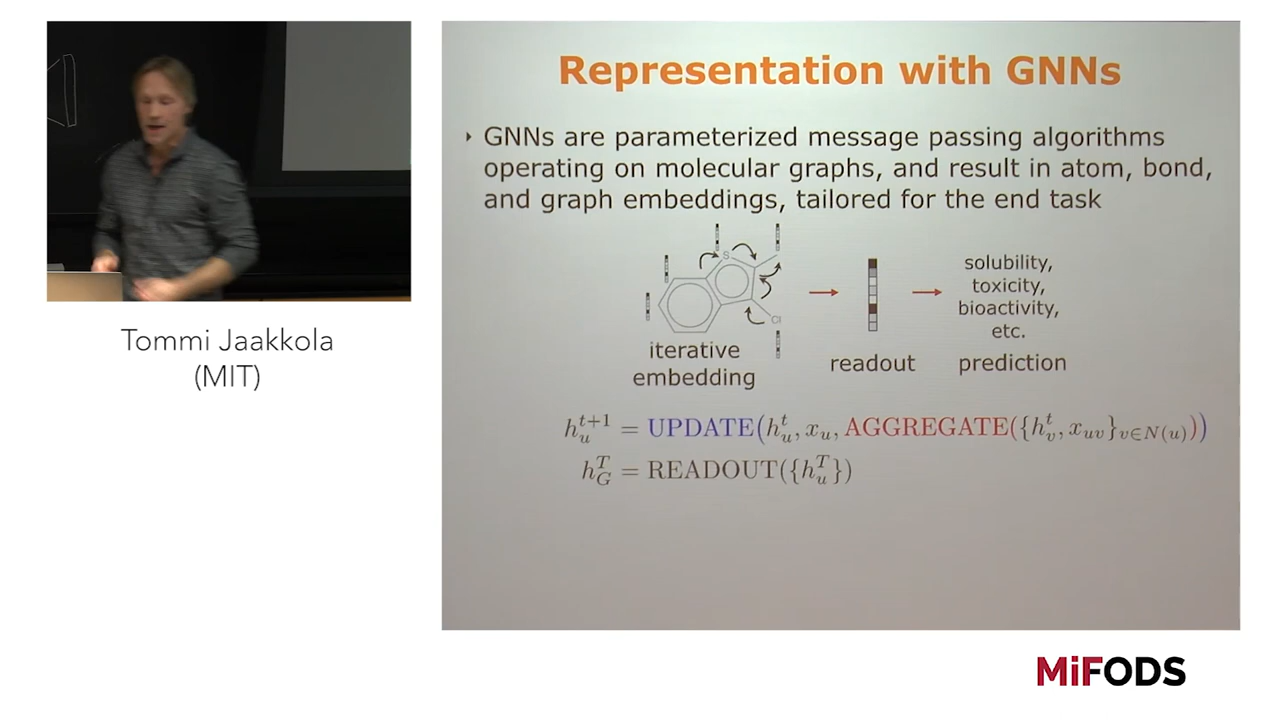 Representation with GNNs
GNNs are parameterized message passing algorithms
operating on molecular graphs, and result in atom, bond,
and graph embeddings, tailored for the end task
S
Cl
iterative
embedding
readout
solubility,
toxicity,
bioactivity,
etc.
prediction
h_u^{t+1} = UPDATE(h_u^t, x_u, AGGREGATE({h_v^t, x_{uv}}_{v∈N(u)}))
h_G^T = READOUT({h_u^T})
Tommi Jaakkola
(MIT)
MiFODS